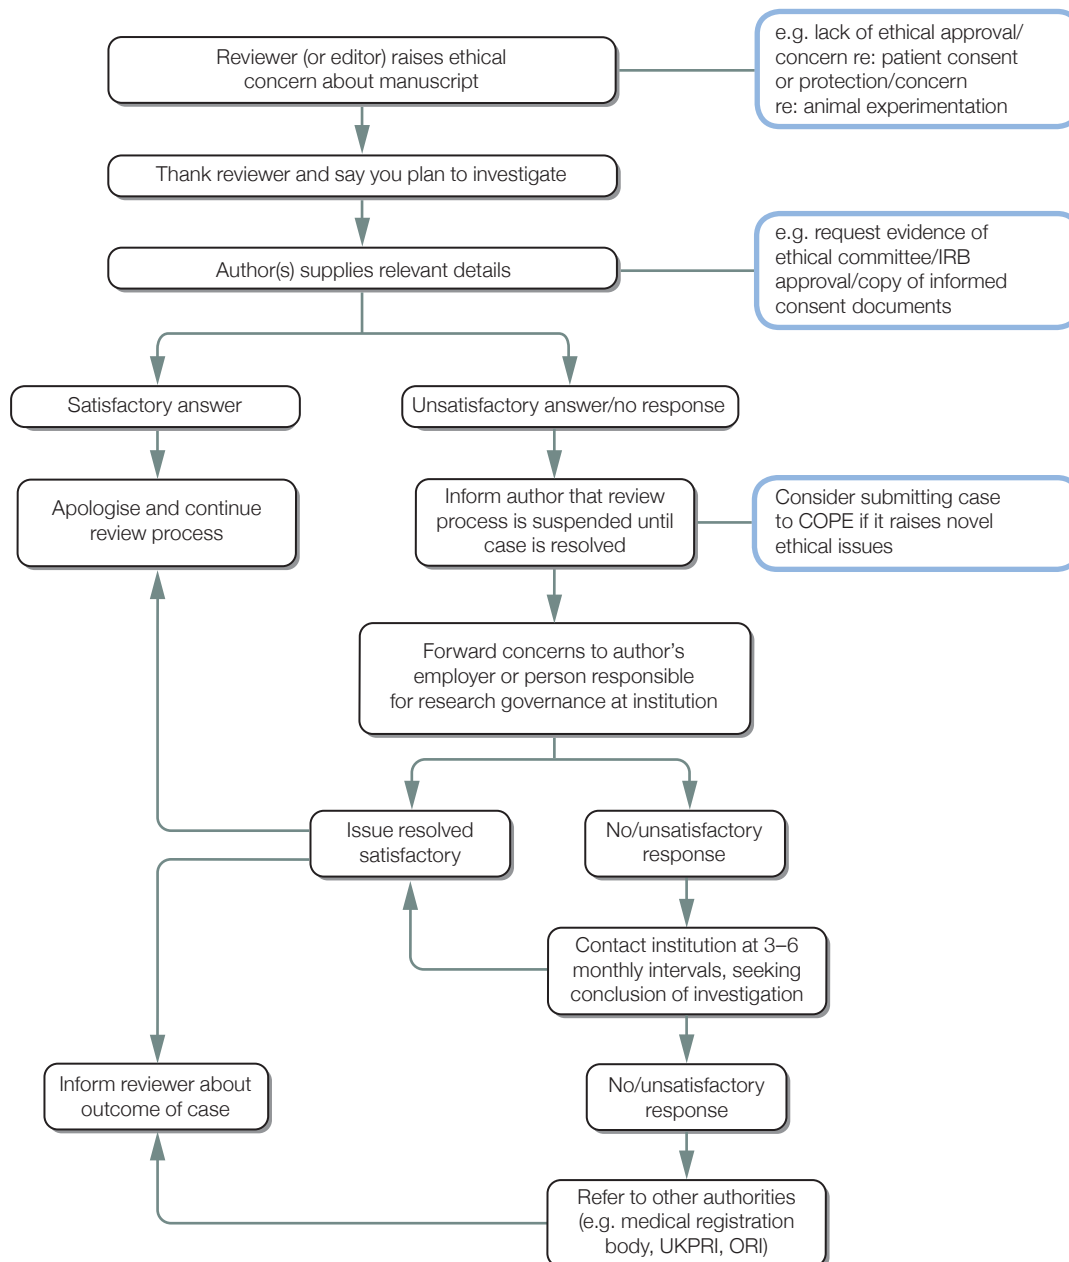 Reviewer (or editor) raises ethical
concern about manuscript
e.g. lack of ethical approval/
concern re: patient consent
or protection/concern
re: animal experimentation
Thank reviewer and say you plan to investigate
Author(s) supplies relevant details
e.g. request evidence of
ethical committee/IRB
approval/copy of informed
consent documents
Satisfactory answer
Unsatisfactory answer/no response
Apologise and continue
review process
Inform author that review
process is suspended until
case is resolved
Consider submitting case
to COPE if it raises novel
ethical issues
Forward concerns to author’s
employer or person responsible
for research governance at institution
Issue resolved
satisfactory
No/unsatisfactory
response
Contact institution at 3–6
monthly intervals, seeking
conclusion of investigation
Inform reviewer about
outcome of case
No/unsatisfactory
response
Refer to other authorities
(e.g. medical registration
body, UKPRI, ORI)